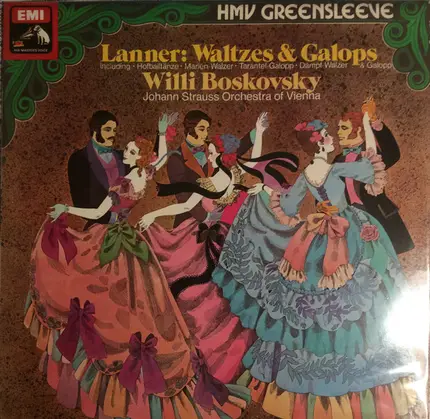 EMI
HMV GREENSLEEVE
Lanner: Waltzes & Galops
Including · Hofballtänze · Marien-Walzer · Tarantel-Galopp · Dampf-Walzer & Galopp
Willi Boskovsky
Johann Strauss Orchestra of Vienna